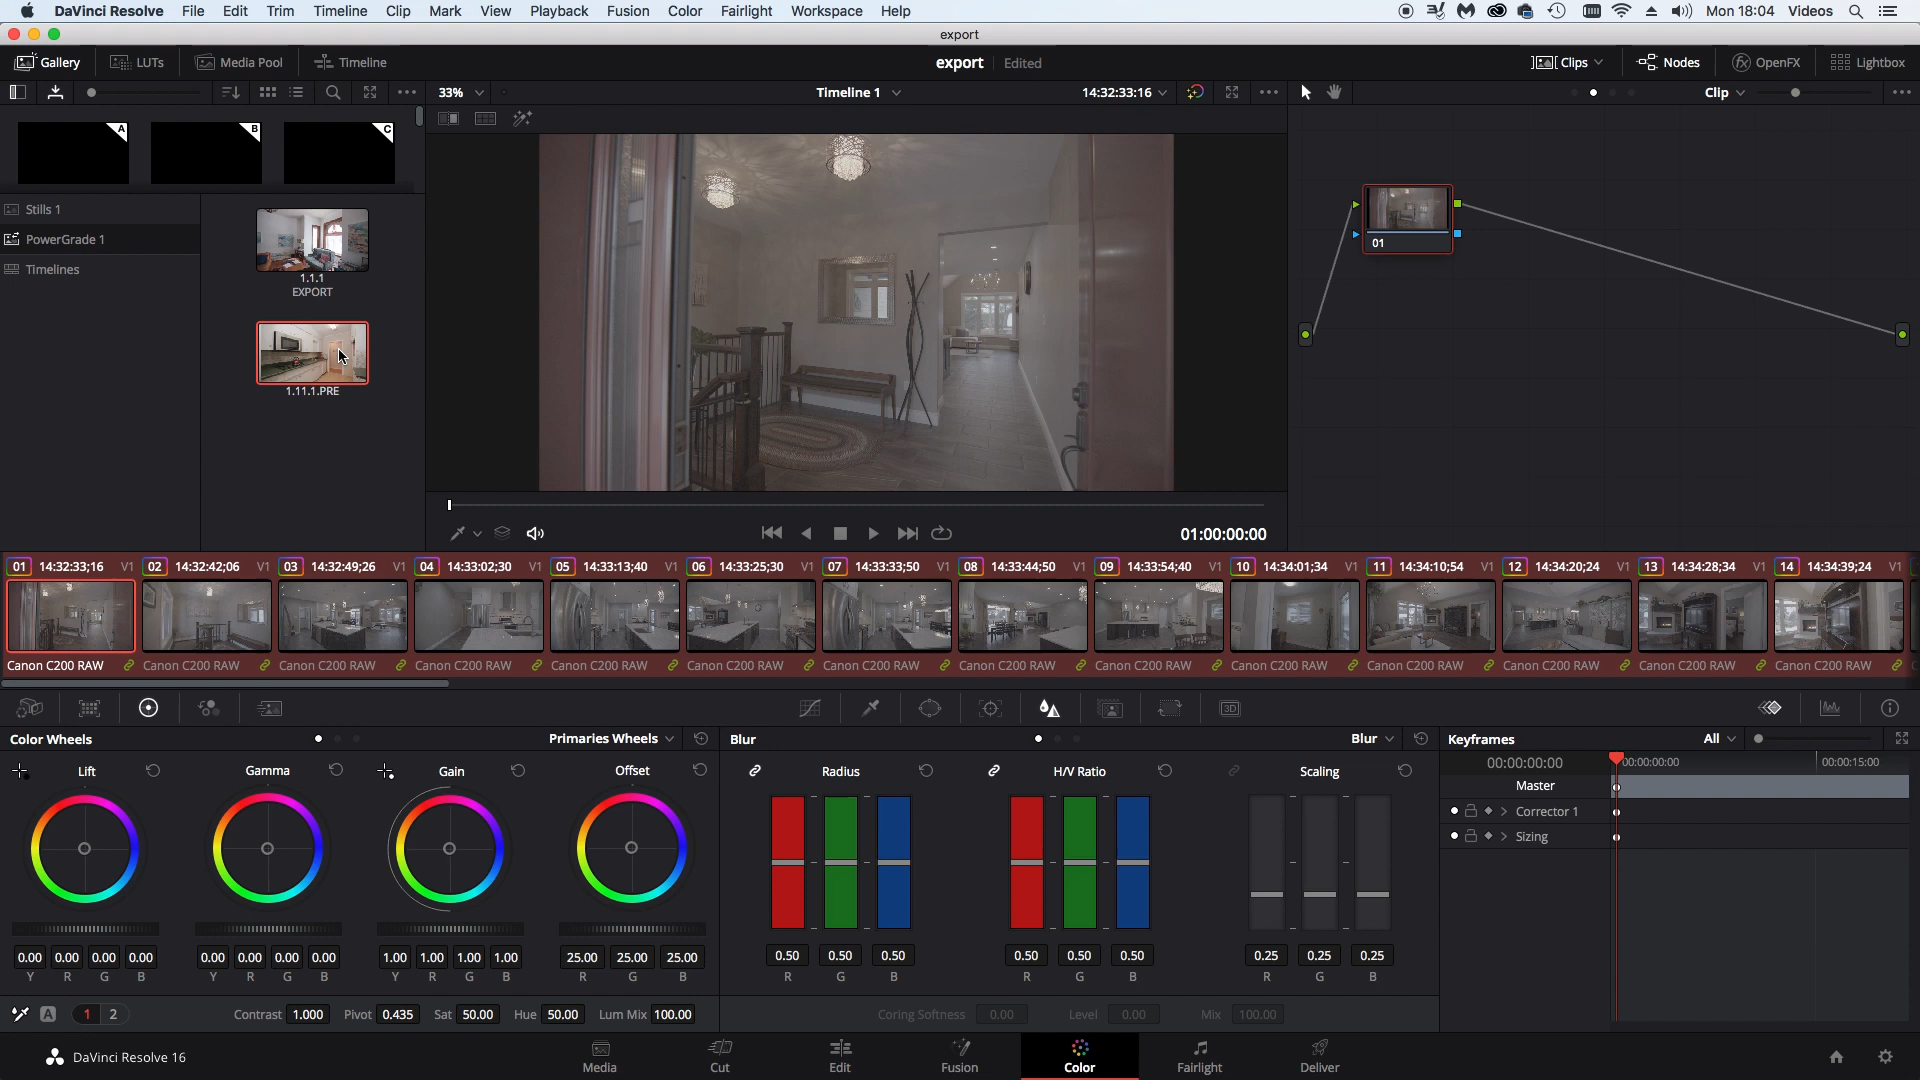 DaVinci Resolve File Edit Trim Timeline Clip Mark View Playback Fusion Color Fairlight Workspace Help Mon 18:04 Videos
export
Gallery LUTs Media Pool Timeline export Edited Clips Nodes OpenFX Lightbox
33% Timeline 1 14:32:33:16 Clip
A B C
Stills 1
PowerGrade 1
Timelines
1.1.1
EXPORT
1.11.1.PRE
01
01:00:00:00
01 14:32:33;16 V1 02 14:32:42;06 V1 03 14:32:49;26 V1 04 14:33:02;30 V1 05 14:33:13;40 V1 06 14:33:25;30 V1 07 14:33:33;50 V1 08 14:33:44;50 V1 09 14:33:54;40 V1 10 14:34:01;34 V1 11 14:34:10;54 V1 12 14:34:20;24 V1 13 14:34:28;34 V1 14 14:34:39;24 V1
Canon C200 RAW Canon C200 RAW Canon C200 RAW Canon C200 RAW Canon C200 RAW Canon C200 RAW Canon C200 RAW Canon C200 RAW Canon C200 RAW Canon C200 RAW Canon C200 RAW Canon C200 RAW Canon C200 RAW Canon C200 RAW
3D
Color Wheels Primaries Wheels Blur Blur Keyframes All
Lift Gamma Gain Offset Radius H/V Ratio Scaling 00:00:00:00 00:00:00:00 00:00:15:00
Master
Corrector 1
Sizing
0.00 0.00 0.00 0.00 0.00 0.00 0.00 0.00 1.00 1.00 1.00 1.00 25.00 25.00 25.00 0.50 0.50 0.50 0.50 0.50 0.50 0.25 0.25 0.25
Y R G B Y R G B Y R G B R G B R G B R G B R G B
A 1 2 Contrast 1.000 Pivot 0.435 Sat 50.00 Hue 50.00 Lum Mix 100.00 Coring Softness 0.00 Level 0.00 Mix 100.00
DaVinci Resolve 16 Media Cut Edit Fusion Color Fairlight Deliver